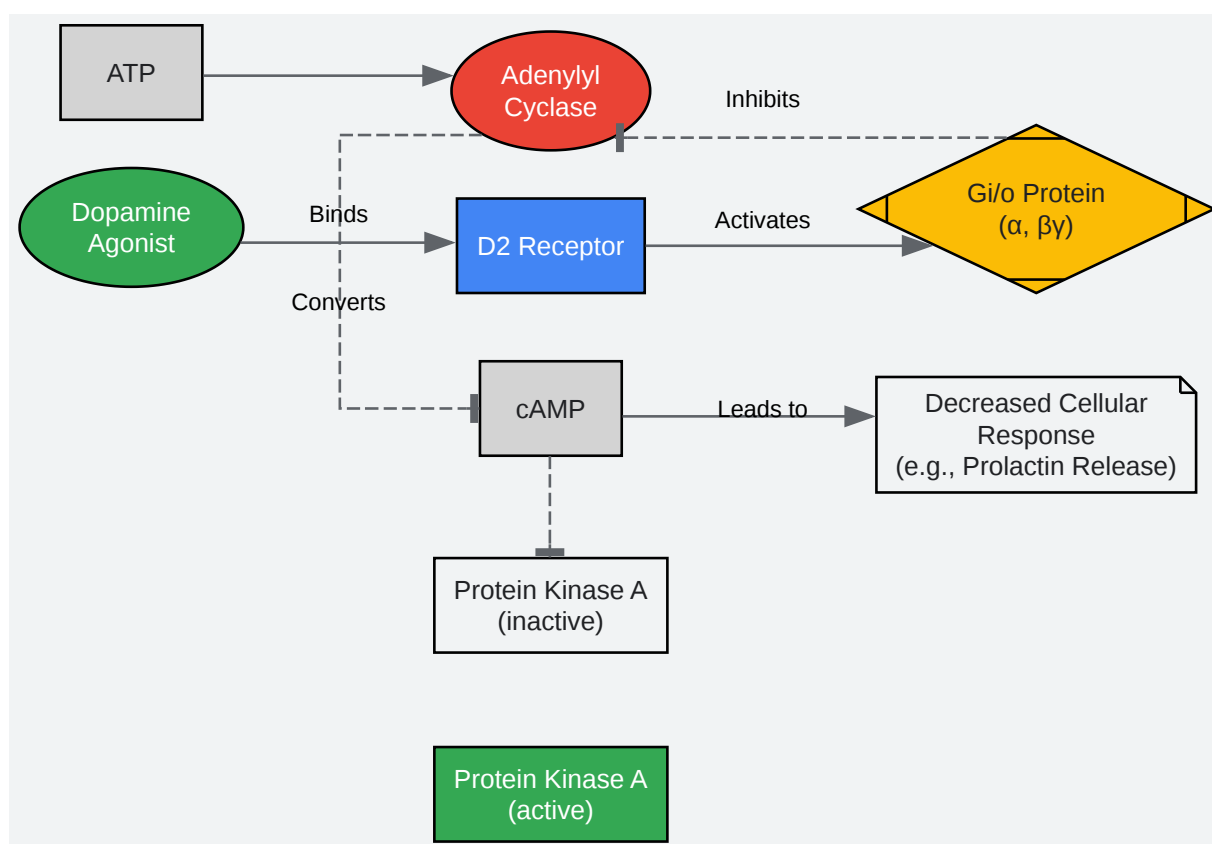 ATP
Adenylyl
Cyclase
Inhibits
Dopamine
Agonist
Binds
D2 Receptor
Activates
Gi/o Protein
(α, βγ)
Converts
cAMP
Leads to
Decreased Cellular
Response
(e.g., Prolactin Release)
Protein Kinase A
(inactive)
Protein Kinase A
(active)